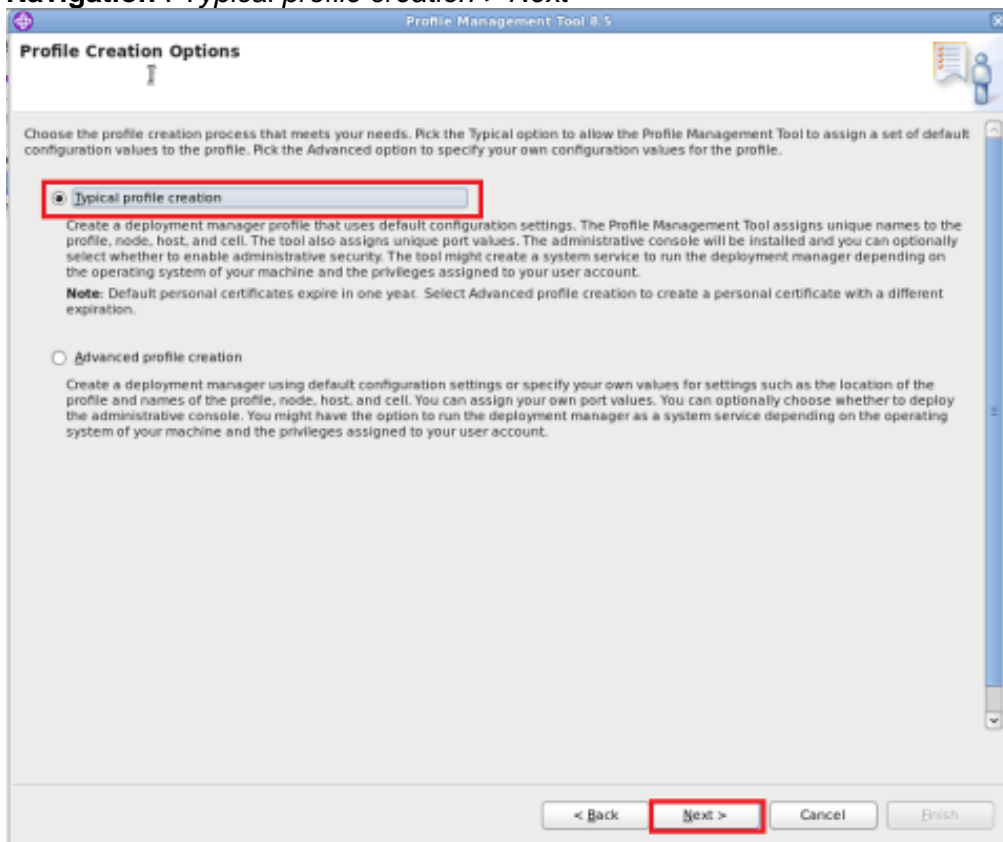 Navigation : Typical profile creation > Next
Profile Management Tool 8.5
Profile Creation Options
Choose the profile creation process that meets your needs. Pick the Typical option to allow the Profile Management Tool to assign a set of default
configuration values to the profile. Pick the Advanced option to specify your own configuration values for the profile.
Typical profile creation
Create a deployment manager profile that uses default configuration settings. The Profile Management Tool assigns unique names to the
profile, node, host, and cell. The tool also assigns unique port values. The administrative console will be installed and you can optionally
select whether to enable administrative security. The tool might create a system service to run the deployment manager depending on
the operating system of your machine and the privileges assigned to your user account.
Note: Default personal certificates expire in one year. Select Advanced profile creation to create a personal certificate with a different
expiration.
Advanced profile creation
Create a deployment manager using default configuration settings or specify your own values for settings such as the location of the
profile and names of the profile, node, host, and cell. You can assign your own port values. You can optionally choose whether to deploy
the administrative console. You might have the option to run the deployment manager as a system service depending on the operating
system of your machine and the privileges assigned to your user account.
< Back Next > Cancel Finish